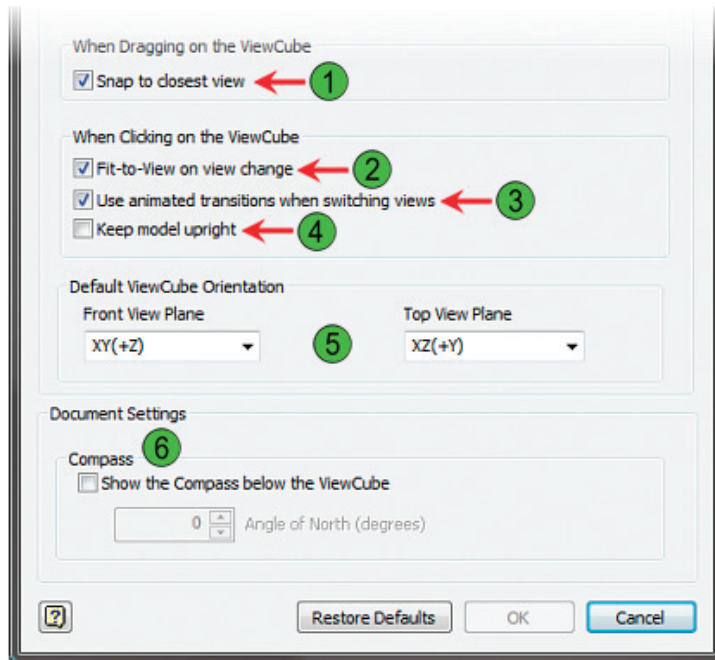 When Dragging on the ViewCube
Snap to closest view 1
When Clicking on the ViewCube
Fit-to-View on view change 2
Use animated transitions when switching views 3
Keep model upright 4
Default ViewCube Orientation
Front View Plane Top View Plane
XY(+Z) 5 XZ(+Y)
Document Settings
6
Compass
Show the Compass below the ViewCube
0 Angle of North (degrees)
? Restore Defaults OK Cancel